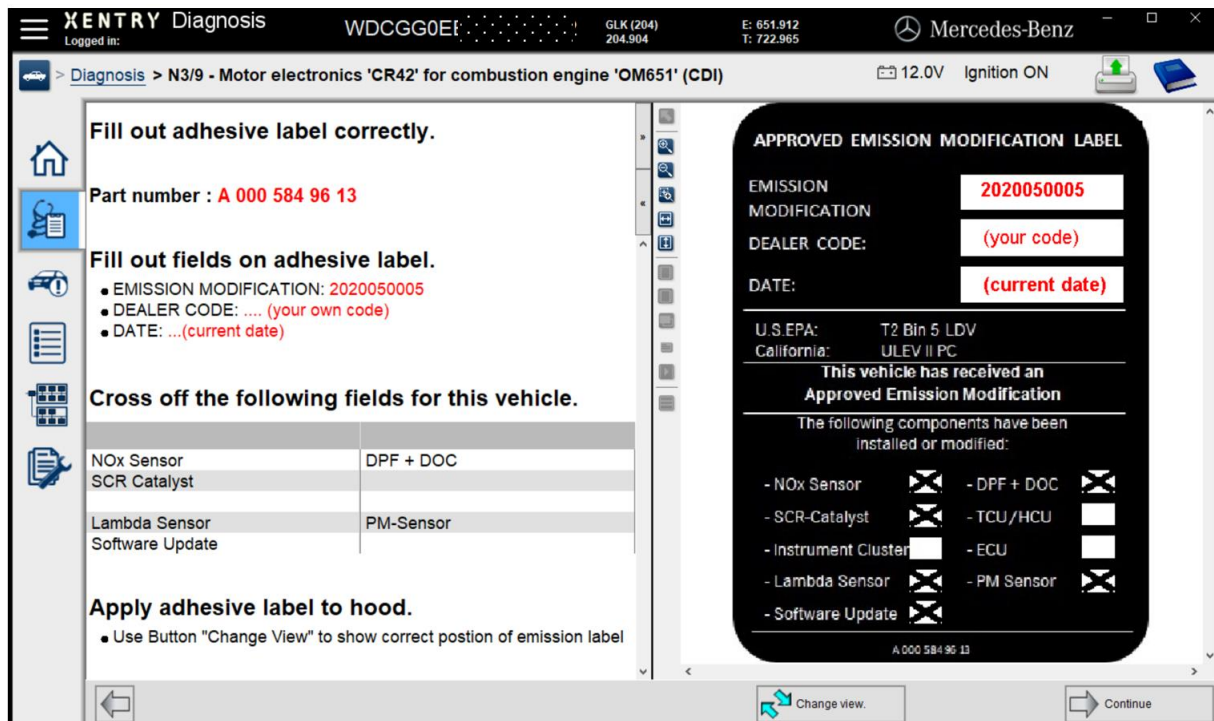 XENTRY Diagnosis
Logged in:
WDCGG0E
GLK (204)
204.904
E: 651.912
T: 722.965
Mercedes-Benz
> Diagnosis > N3/9 - Motor electronics 'CR42' for combustion engine 'OM651' (CDI)
12.0V Ignition ON
Fill out adhesive label correctly.
Part number : A 000 584 96 13
Fill out fields on adhesive label.
• EMISSION MODIFICATION: 2020050005
• DEALER CODE: .... (your own code)
• DATE: ...(current date)
Cross off the following fields for this vehicle.
NOx Sensor DPF + DOC
SCR Catalyst
Lambda Sensor PM-Sensor
Software Update
Apply adhesive label to hood.
• Use Button "Change View" to show correct postion of emission label
APPROVED EMISSION MODIFICATION LABEL
EMISSION
MODIFICATION
2020050005
DEALER CODE: (your code)
DATE: (current date)
U.S.EPA: T2 Bin 5 LDV
California: ULEV II PC
This vehicle has received an
Approved Emission Modification
The following components have been
installed or modified:
- NOx Sensor - DPF + DOC
- SCR-Catalyst - TCU/HCU
- Instrument Cluster - ECU
- Lambda Sensor - PM Sensor
- Software Update
A 000 584 96 13
Change view.
Continue